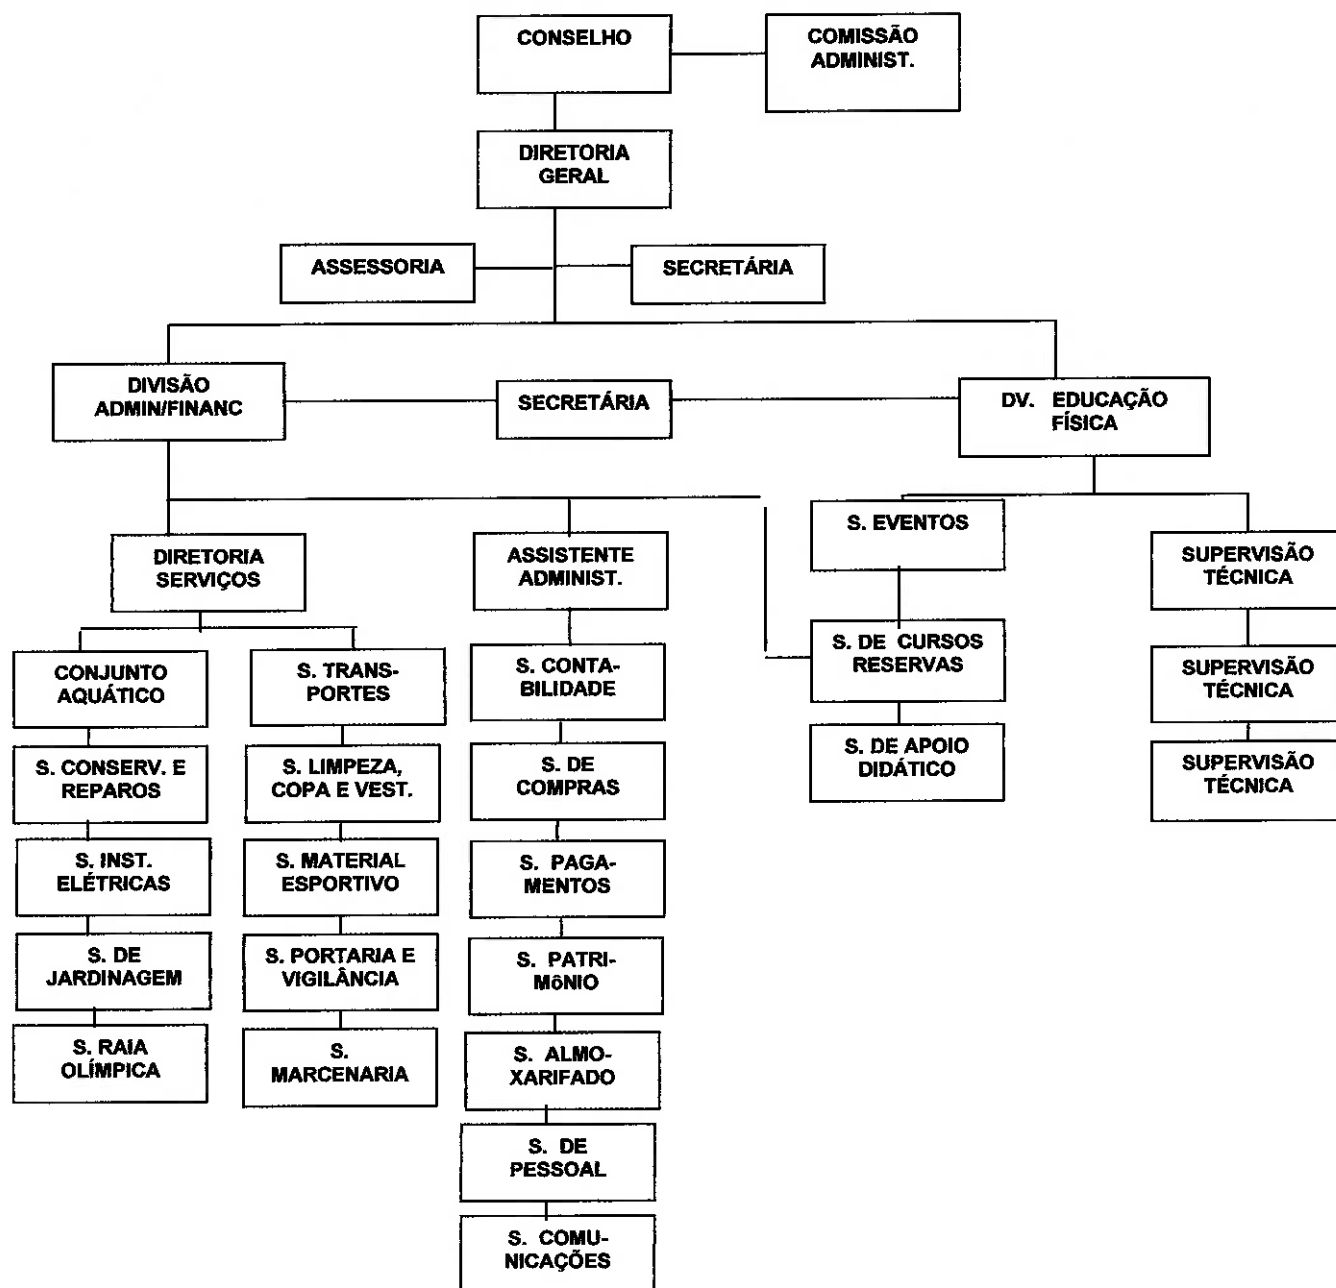 CONSELHO
COMISSÃO
ADMINIST.
DIRETORIA
GERAL
ASSESSORIA
SECRETÁRIA
DIVISÃO
ADMIN/FINANC
SECRETÁRIA
DV. EDUCAÇÃO
FÍSICA
S. EVENTOS
DIRETORIA
SERVIÇOS
ASSISTENTE
ADMINIST.
SUPERVISÃO
TÉCNICA
CONJUNTO
AQUÁTICO
S. TRANS-
PORTES
S. CONTA-
BILIDADE
S. DE CURSOS
RESERVAS
SUPERVISÃO
TÉCNICA
S. CONSERV. E
REPAROS
S. LIMPEZA,
COPA E VEST.
S. DE
COMPRAS
S. DE APOIO
DIDÁTICO
SUPERVISÃO
TÉCNICA
S. INST.
ELÉTRICAS
S. MATERIAL
ESPORTIVO
S. PAGA-
MENTOS
S. DE
JARDINAGEM
S. PORTARIA E
VIGILÂNCIA
S. PATRI-
MôNIO
S. RAIA
OLÍMPICA
S.
MARCENARIA
S. ALMO-
XARIFADO
S. DE
PESSOAL
S. COMU-
NICAÇÕES